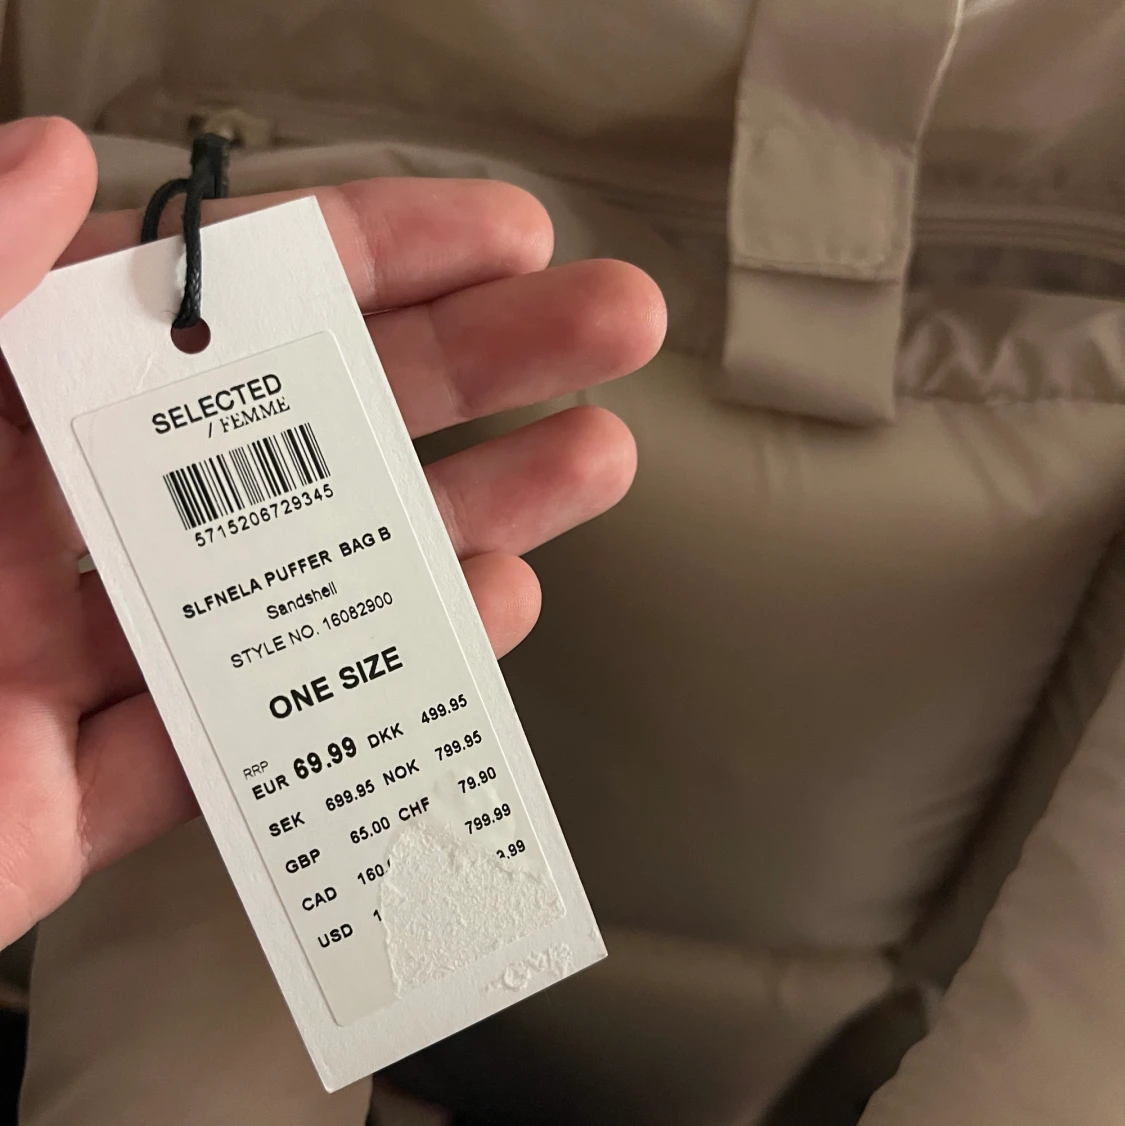 SELECTED
/ FEMME
5715206729345
SLFNELA PUFFER BAG B
Sandshell
STYLE NO. 16082900
ONE SIZE
RRP
EUR 69.99 DKK 499.95
SEK 699.95 NOK 799.95
GBP 65.00 CHF 79.90
CAD 799.99
USD